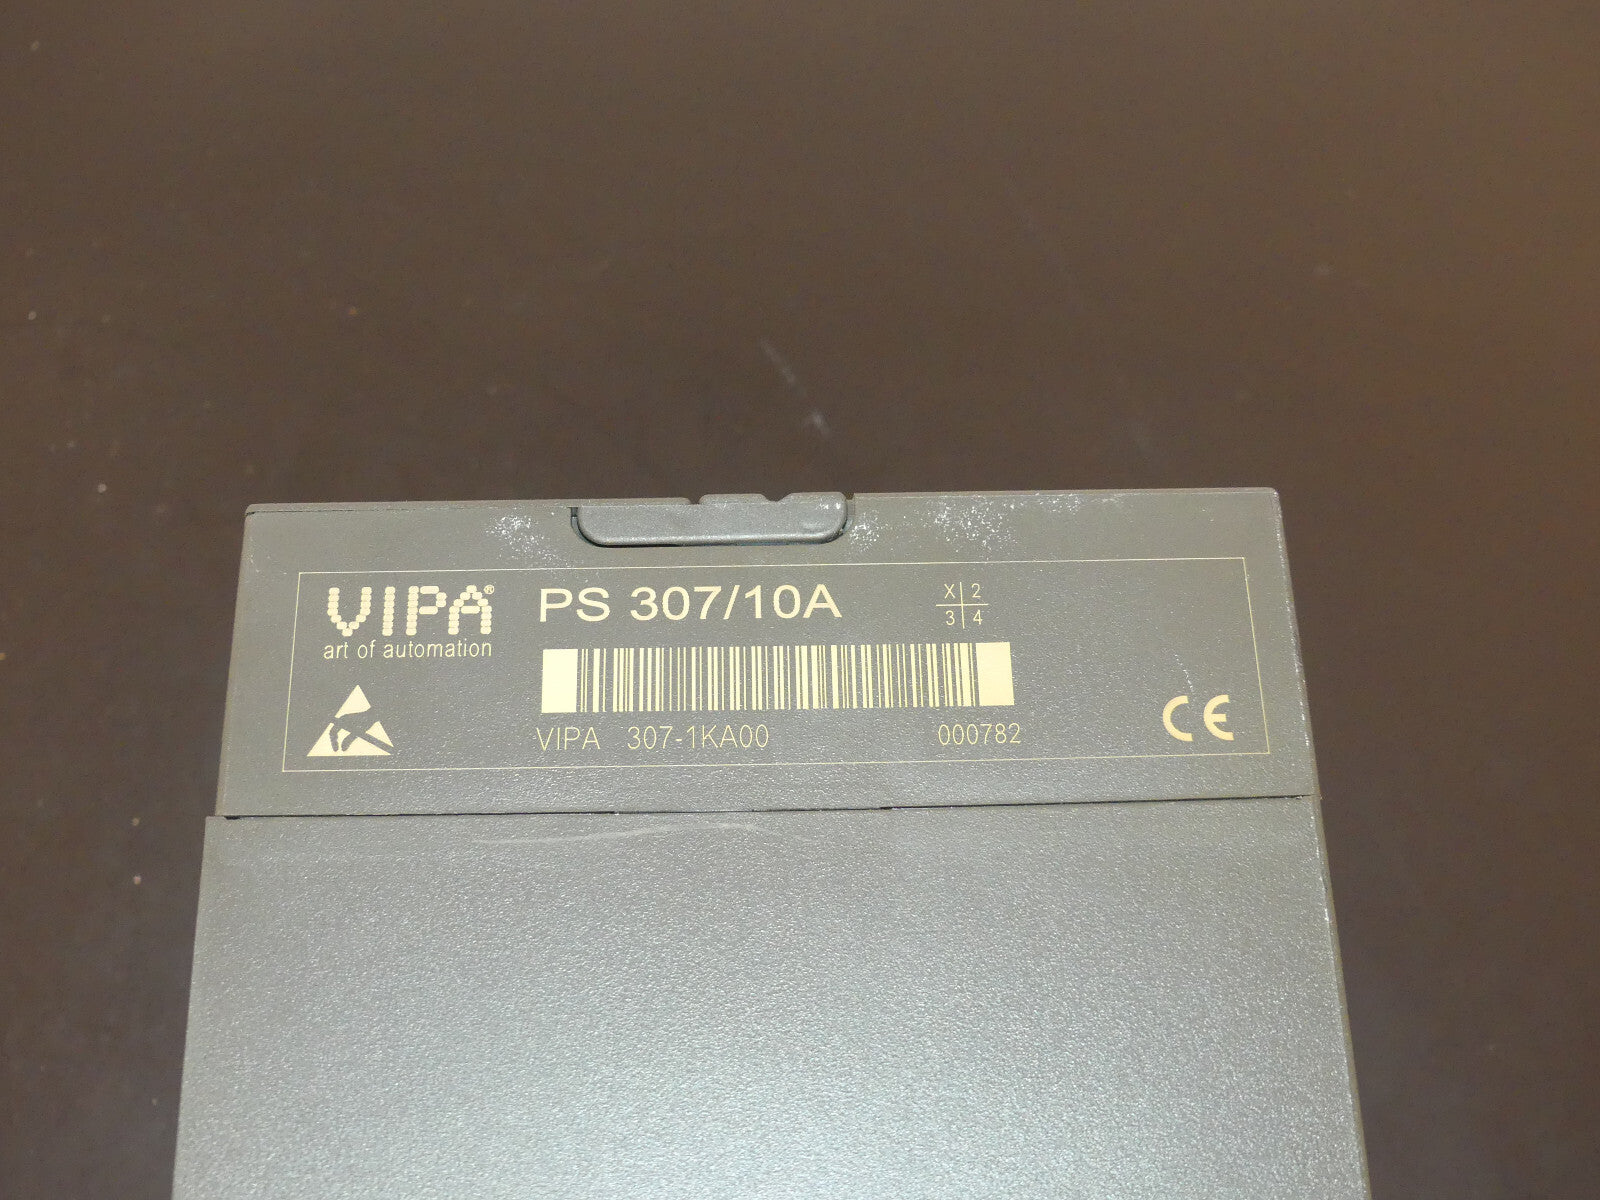 VIPA®
art of automation
PS 307/10A
X 2
3 4
VIPA 307-1KA00 000782
CE